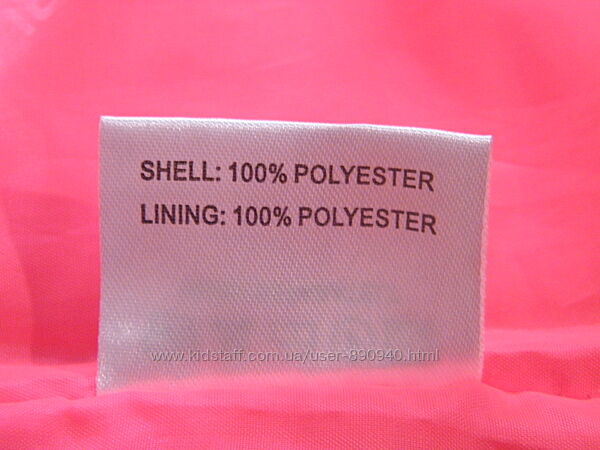 SHELL: 100% POLYESTER
LINING: 100% POLYESTER
www.kidstaff.com.ua/user-890940.html